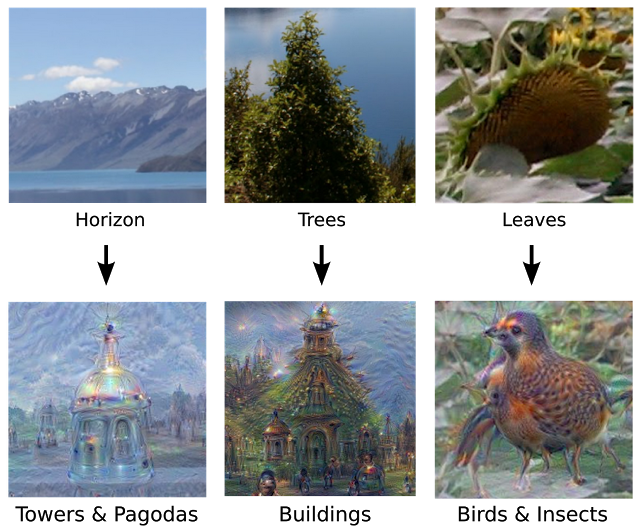 Horizon
Trees
Leaves
Towers & Pagodas
Buildings
Birds & Insects